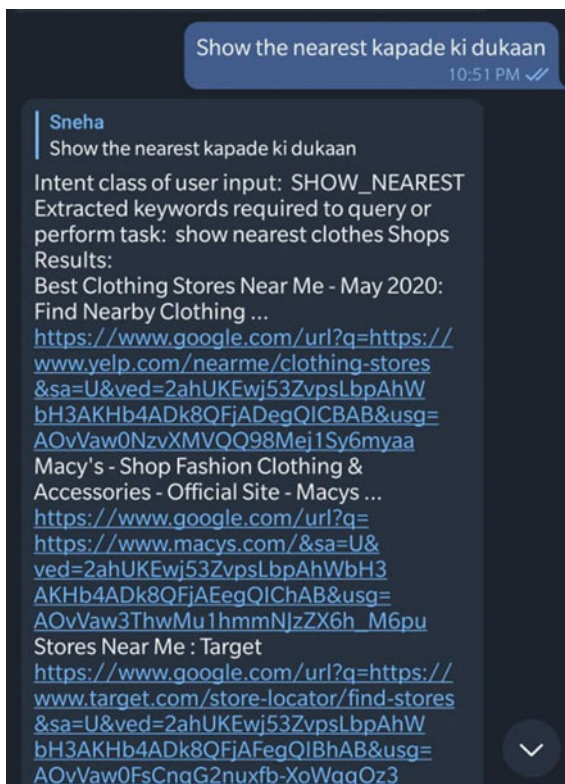 Show the nearest kapade ki dukaan
10:51 PM
Sneha
Show the nearest kapade ki dukaan
Intent class of user input: SHOW_NEAREST
Extracted keywords required to query or
perform task: show nearest clothes Shops
Results:
Best Clothing Stores Near Me - May 2020:
Find Nearby Clothing ...
https://www.google.com/url?q=https://
www.yelp.com/nearme/clothing-stores
&sa=U&ved=2ahUKEwj53ZvpsLbpAhW
bH3AKHb4ADk8QFjADegQICBAB&usg=
AOvVaw0NzvXMVQQ98Mej1Sy6myaa
Macy's - Shop Fashion Clothing &
Accessories - Official Site - Macys ...
https://www.google.com/url?q=
https://www.macys.com/&sa=U&
ved=2ahUKEwj53ZvpsLbpAhWbH3
AKHb4ADk8QFjAEegQIChAB&usg=
AOvVaw3ThwMu1hmmNJzZX6h_M6pu
Stores Near Me : Target
https://www.google.com/url?q=https://
www.target.com/store-locator/find-stores
&sa=U&ved=2ahUKEwj53ZvpsLbpAhW
bH3AKHb4ADk8QFjAFegQIBhAB&usg=
AOvVaw0FsCngG2nuxfb-XoWggOz3